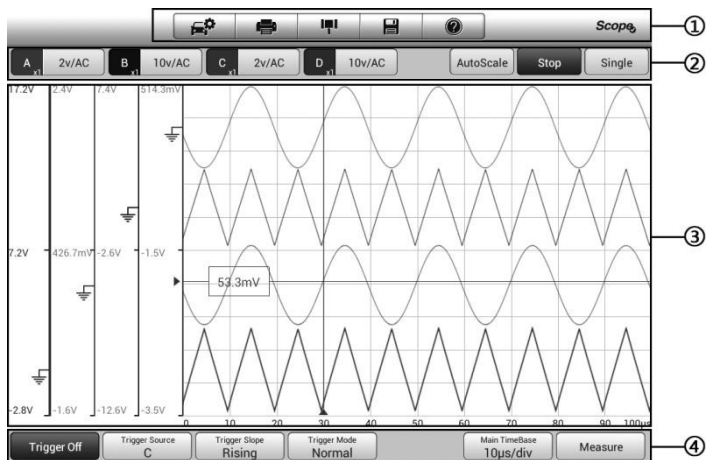 Scope
①
A x1 2v/AC B x1 10v/AC C x1 2v/AC D x1 10v/AC AutoScale Stop Single
②
17.2V 2.4V 7.4V 514.3mV
③
7.2V 426.7mV -2.6V -1.5V
53.3mV
-2.8V -1.6V -12.6V -3.5V
0 10 20 30 40 50 60 70 80 90 100µs
Trigger Off Trigger Source C Trigger Slope Rising Trigger Mode Normal Main TimeBase 10µs/div Measure
④